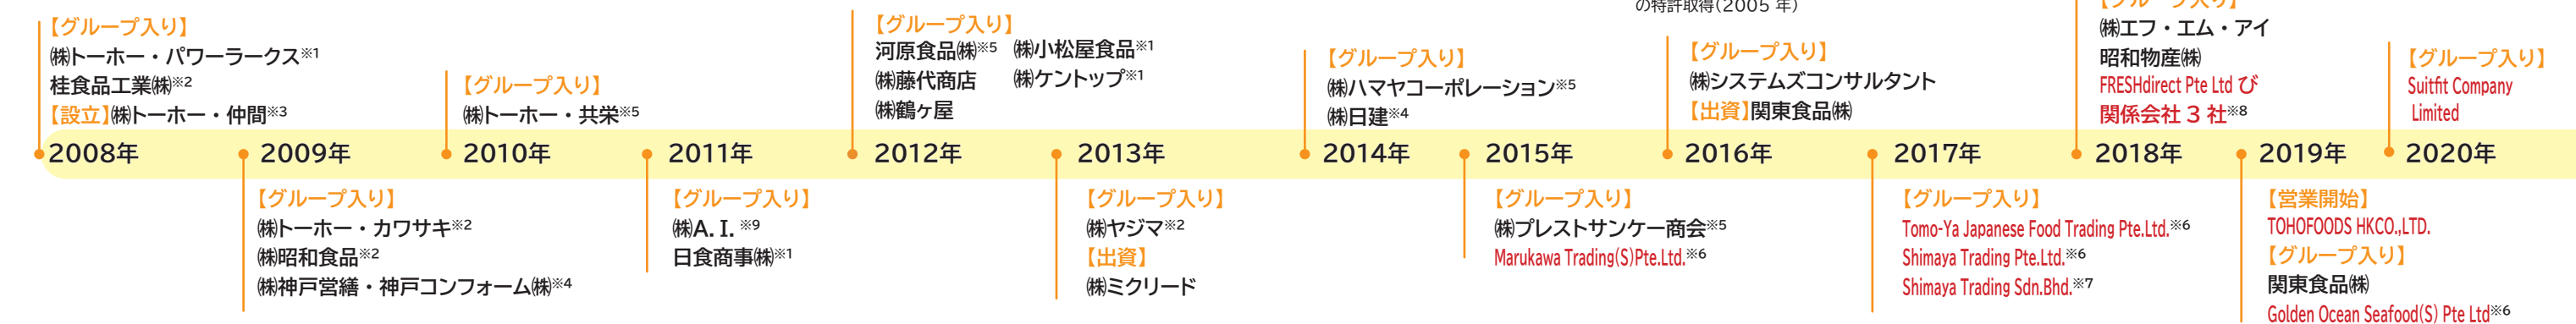 【グループ入り】
㈱トーホー・パワーラークス※1
桂食品工業㈱※2
【設立】㈱トーホー・仲間※3
2008年
2009年
【グループ入り】
㈱トーホー・カワサキ※2
㈱昭和食品※2
㈱神戸営繕・神戸コンフォーム㈱※4
【グループ入り】
㈱トーホー・共栄※5
2010年
2011年
【グループ入り】
㈱A.I.※9
日食商事㈱※1
【グループ入り】
河原食品㈱※5 ㈱小松屋食品※1
㈱藤代商店 ㈱ケントップ※1
㈱鶴ヶ屋
2012年
2013年
【グループ入り】
㈱ヤジマ※2
【出資】
㈱ミクリード
【グループ入り】
㈱ハマヤコーポレーション※5
㈱日建※4
2014年
2015年
【グループ入り】
㈱プレストサンケー商会※5
Marukawa Trading(S)Pte.Ltd.※6
の特許取得(2005 年)
【グループ入り】
㈱システムズコンサルタント
【出資】関東食品㈱
2016年
2017年
【グループ入り】
Tomo-Ya Japanese Food Trading Pte.Ltd.※6
Shimaya Trading Pte.Ltd.※6
Shimaya Trading Sdn.Bhd.※7
【グループ入り】
㈱エフ・エム・アイ
昭和物産㈱
FRESHdirect Pte Ltd び
関係会社 3 社※8
2018年
2019年
【営業開始】
TOHOFOODS HKCO.,LTD.
【グループ入り】
関東食品㈱
Golden Ocean Seafood(S) Pte Ltd※6
【グループ入り】
Suitfit Company
Limited
2020年